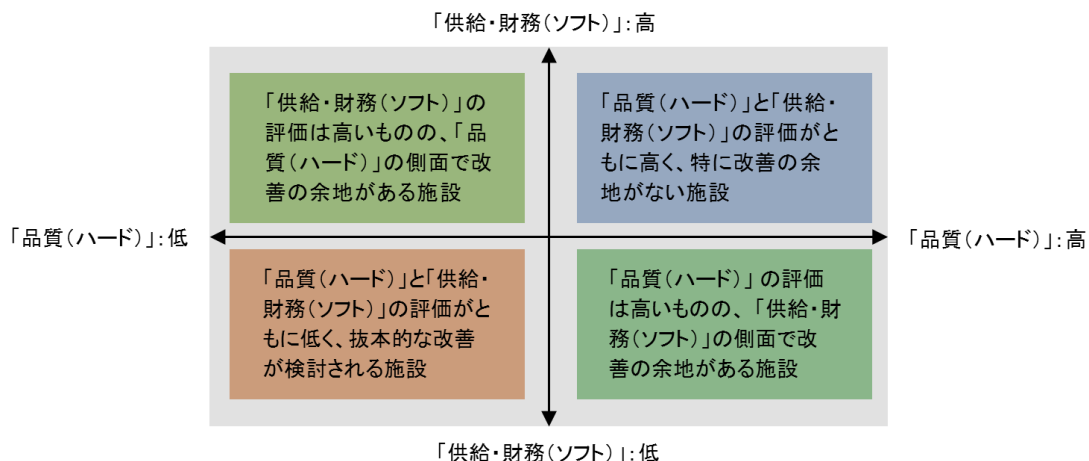 「供給・財務(ソフト)」:高
「供給・財務(ソフト)」の
評価は高いものの、「品
質(ハード)」の側面で改
善の余地がある施設
「品質(ハード)」と「供給・
財務(ソフト)」の評価がと
もに高く、特に改善の余
地がない施設
「品質(ハード)」:低
「品質(ハード)」:高
「品質(ハード)」と「供給・
財務(ソフト)」の評価がと
もに低く、抜本的な改善
が検討される施設
「品質(ハード)」 の評価
は高いものの、 「供給・財
務(ソフト)」の側面で改
善の余地がある施設
「供給・財務(ソフト)」:低